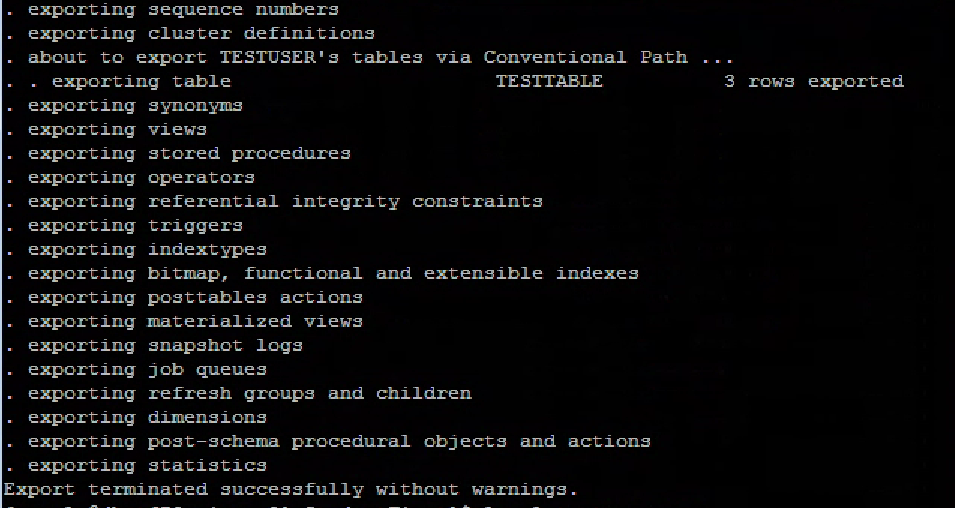 . exporting sequence numbers
. exporting cluster definitions
. about to export TESTUSER's tables via Conventional Path ...
. . exporting table                      TESTTABLE          3 rows exported
. exporting synonyms
. exporting views
. exporting stored procedures
. exporting operators
. exporting referential integrity constraints
. exporting triggers
. exporting indextypes
. exporting bitmap, functional and extensible indexes
. exporting posttables actions
. exporting materialized views
. exporting snapshot logs
. exporting job queues
. exporting refresh groups and children
. exporting dimensions
. exporting post-schema procedural objects and actions
. exporting statistics
Export terminated successfully without warnings.